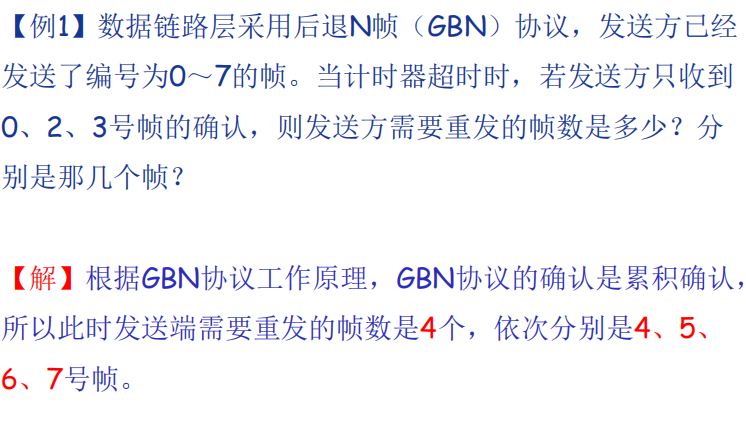 【例1】数据链路层采用后退N帧（GBN）协议，发送方已经
发送了编号为0～7的帧。当计时器超时时，若发送方只收到
0、2、3号帧的确认，则发送方需要重发的帧数是多少？分
别是那几个帧？
【解】根据GBN协议工作原理，GBN协议的确认是累积确认，
所以此时发送端需要重发的帧数是4个，依次分别是4、5、
6、7号帧。